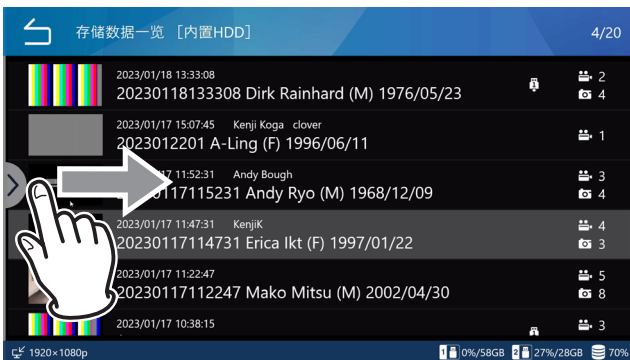 存储数据一览 ［内置HDD］ 4/20
2023/01/18 13:33:08
20230118133308 Dirk Rainhard (M) 1976/05/23 1 2
4
2023/01/17 15:07:45 Kenji Koga clover
2023012201 A-Ling (F) 1996/06/11 1
17 11:52:31 Andy Bough 3
0117115231 Andy Ryo (M) 1968/12/09 4
2023/01/17 11:47:31 KenjiK 4
20230117114731 Erica Ikt (F) 1997/01/22 3
2023/01/17 11:22:47 5
20230117112247 Mako Mitsu (M) 2002/04/30 8
2023/01/17 10:38:15 3
1920×1080p 1 0%/58GB 2 27%/28GB 70%